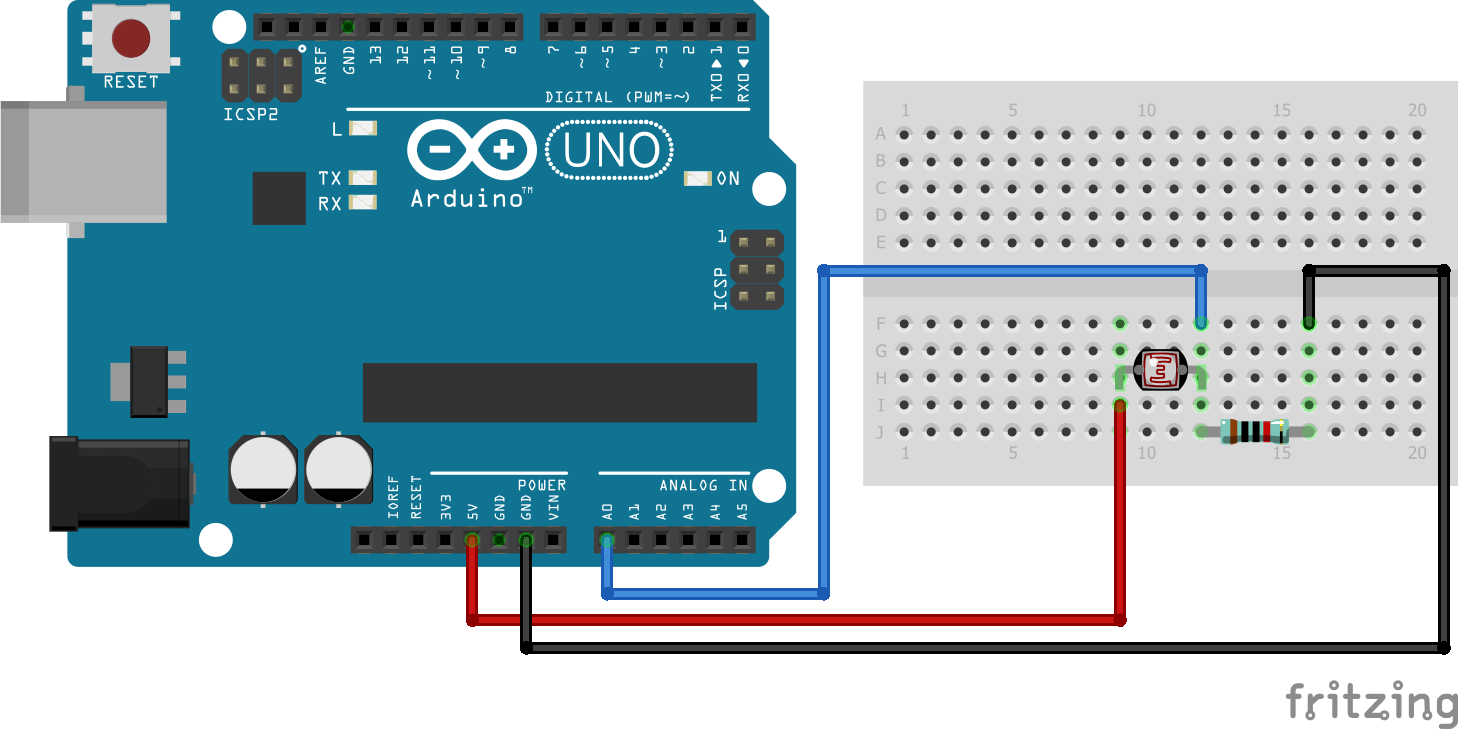 RESET
ICSP2
AREF
GND
13
12
~11
~10
~9
8
7
~6
~5
4
~3
2
TX0▶1
RX0◀0
DIGITAL (PWM=~)
L
TX
RX
UNO
Arduino™
ON
1
ICSP
POWER
ANALOG IN
IOREF
RESET
3V3
5V
GND
GND
VIN
A0
A1
A2
A3
A4
A5
1 5 10 15 20
A
B
C
D
E
F
G
H
I
J
1 5 10 15 20
fritzing